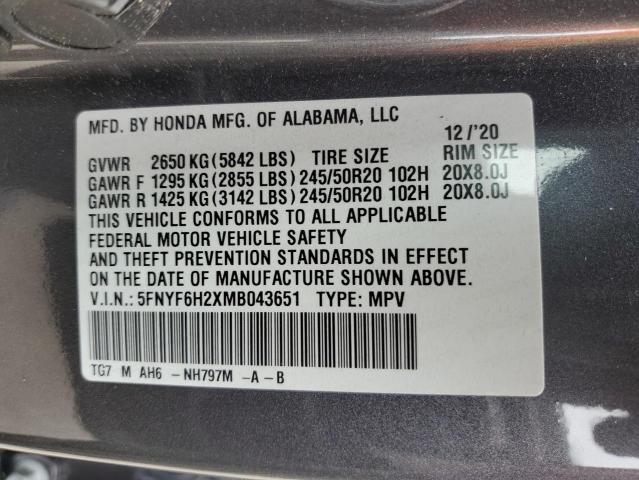 MFD. BY HONDA MFG. OF ALABAMA, LLC 12/'20
GVWR 2650 KG (5842 LBS) TIRE SIZE RIM SIZE
GAWR F 1295 KG (2855 LBS) 245/50R20 102H 20X8.0J
GAWR R 1425 KG (3142 LBS) 245/50R20 102H 20X8.0J
THIS VEHICLE CONFORMS TO ALL APPLICABLE
FEDERAL MOTOR VEHICLE SAFETY
AND THEFT PREVENTION STANDARDS IN EFFECT
ON THE DATE OF MANUFACTURE SHOWN ABOVE.
V.I.N.: 5FNYF6H2XMB043651 TYPE: MPV
TG7 M AH6 -NH797M -A-B